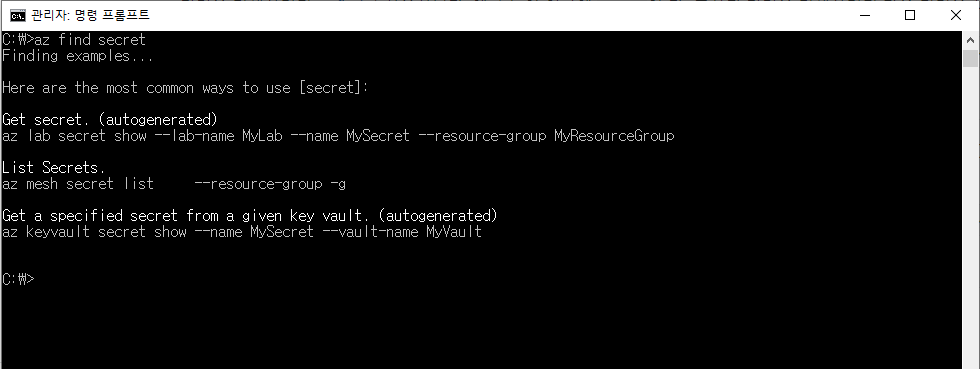 관리자: 명령 프롬프트
C:\>az find secret
Finding examples...
Here are the most common ways to use [secret]:
Get secret. (autogenerated)
az lab secret show --lab-name MyLab --name MySecret --resource-group MyResourceGroup
List Secrets.
az mesh secret list     --resource-group -g
Get a specified secret from a given key vault. (autogenerated)
az keyvault secret show --name MySecret --vault-name MyVault
C:\>